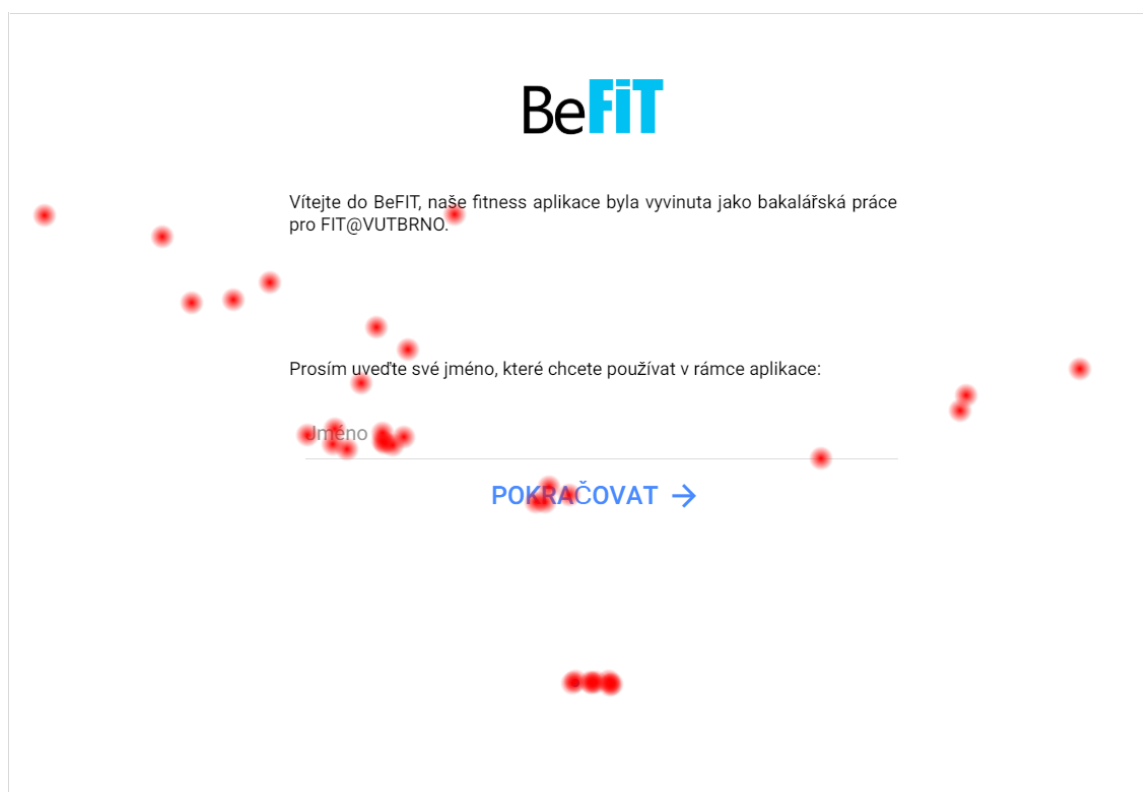 BeFiT
Vítejte do BeFIT, naše fitness aplikace byla vyvinuta jako bakalářská práce
pro FIT@VUTBRNO.
Prosím uveďte své jméno, které chcete používat v rámce aplikace:
Jméno
POKRAČOVAT →